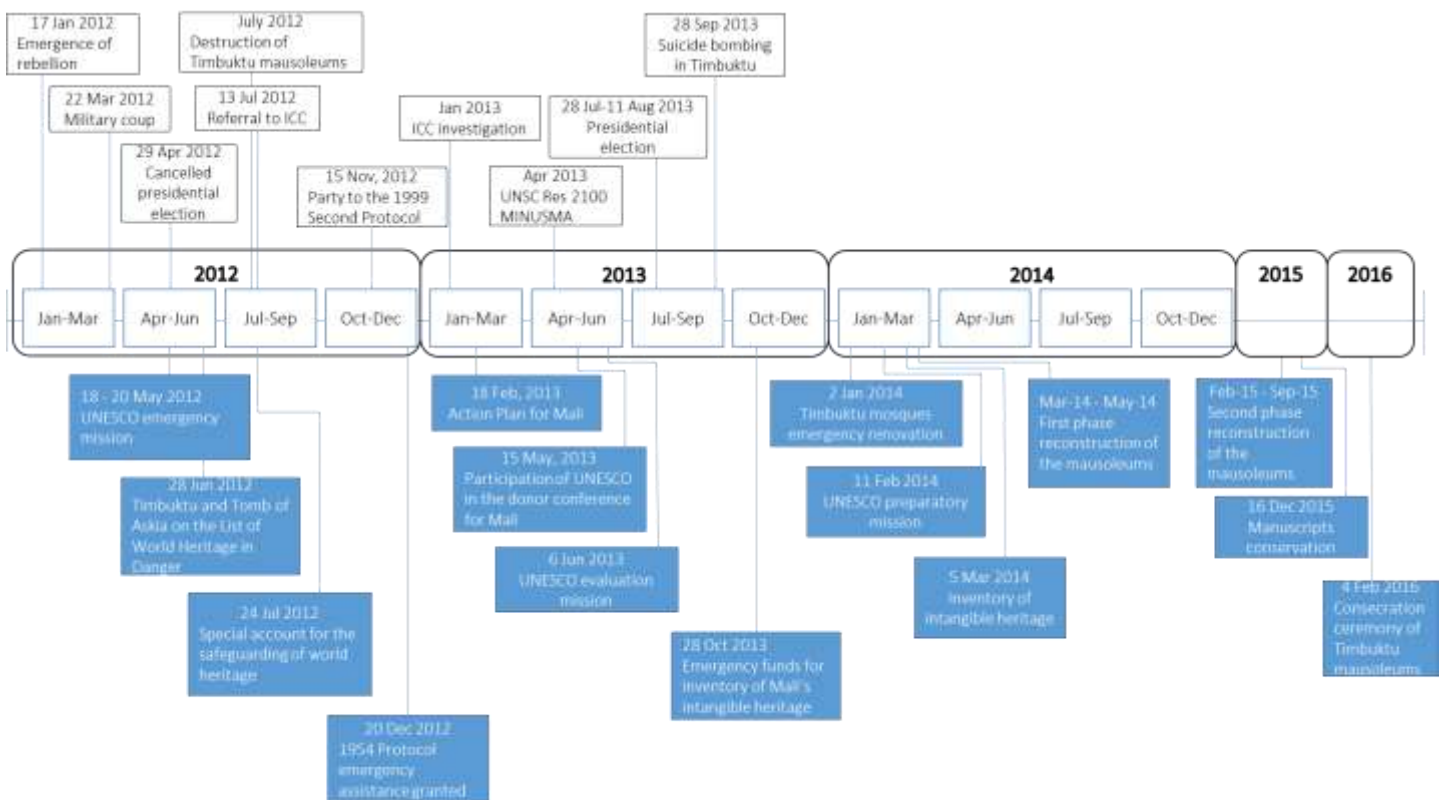 17 Jan 2012
Emergence of
rebellion
July 2012
Destruction of
Timbuktu mausoleums
28 Sep 2013
Suicide bombing
in Timbuktu
22 Mar 2012
Military coup
13 Jul 2012
Referral to ICC
Jan 2013
ICC investigation
28 Jul-11 Aug 2013
Presidential
election
29 Apr 2012
Cancelled
presidential
election
15 Nov, 2012
Party to the 1999
Second Protocol
Apr 2013
UNSC Res 2100
MINUSMA
2012
2013
2014
2015
2016
Jan-Mar
Apr-Jun
Jul-Sep
Oct-Dec
Jan-Mar
Apr-Jun
Jul-Sep
Oct-Dec
Jan-Mar
Apr-Jun
Jul-Sep
Oct-Dec
18 - 20 May 2012
UNESCO emergency
mission
18 Feb, 2013
Action Plan for Mali
2 Jan 2014
Timbuktu mosques
emergency renovation
Mar-14 - May-14
First phase
reconstruction of
the mausoleums
Feb-15 - Sep-15
Second phase
reconstruction
of the
mausoleums
15 May, 2013
Participation of UNESCO
in the donor conference
for Mali
11 Feb 2014
UNESCO preparatory
mission
28 Jun 2012
Timbuktu and Tomb of
Askia on the List of
World Heritage in
Danger
16 Dec 2015
Manuscripts
conservation
6 Jun 2013
UNESCO evaluation
mission
5 Mar 2014
Inventory of
intangible heritage
4 Feb 2016
Consecration
ceremony of
Timbuktu
mausoleums
24 Jul 2012
Special account for the
safeguarding of world
heritage
28 Oct 2013
Emergency funds for
inventory of Mali's
intangible heritage
20 Dec 2012
1954 Protocol
emergency
assistance granted